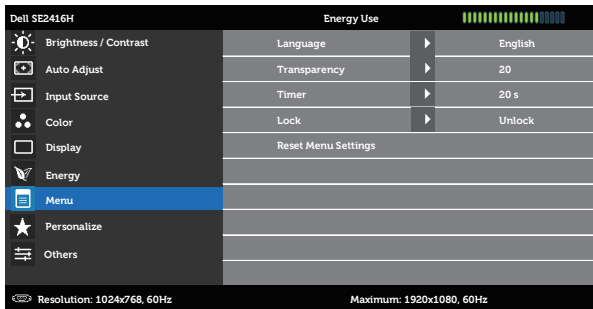 Dell SE2416H Energy Use
Brightness / Contrast Language English
Auto Adjust Transparency 20
Input Source Timer 20 s
Color Lock Unlock
Display Reset Menu Settings
Energy
Menu
Personalize
Others
Resolution: 1024x768, 60Hz Maximum: 1920x1080, 60Hz